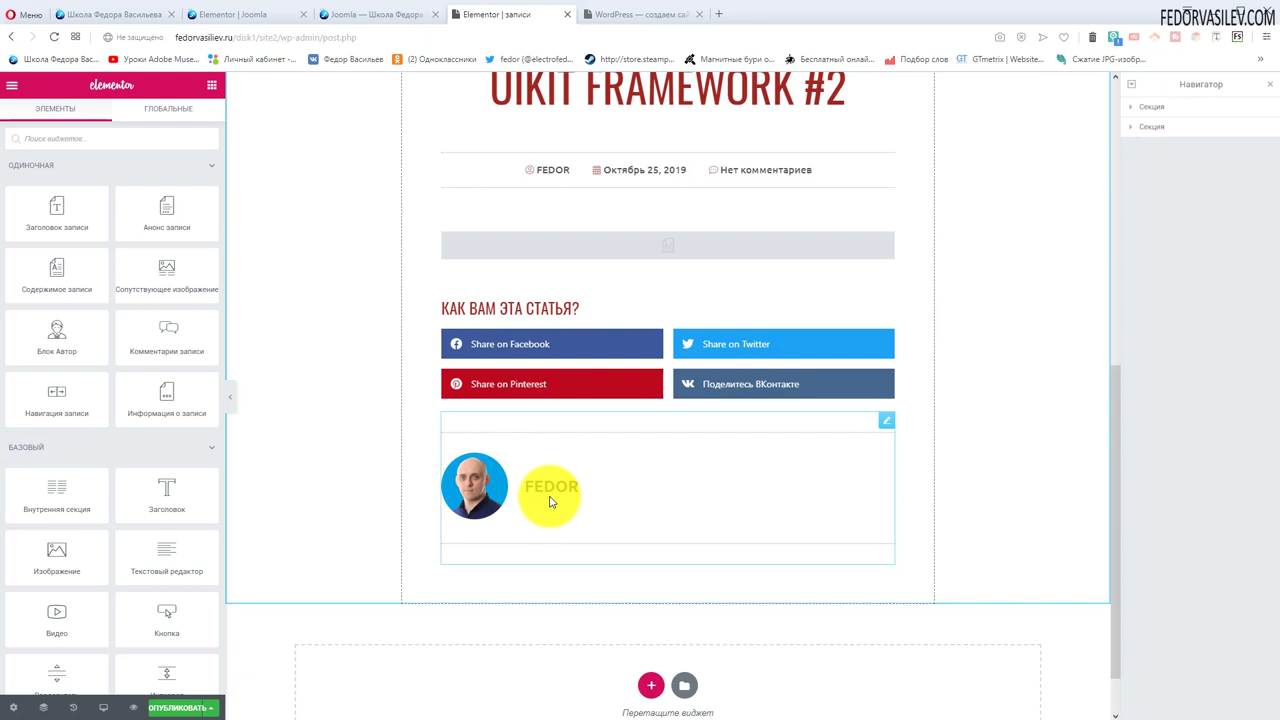 FEDORVASILEV.COM
Меню
Школа Федора Васильева
Elementor | Joomla
Joomla — Школа Федора
Elementor | записи
WordPress — создаем сай
Не защищено
fedorvasiliev.ru/disk1/site2/wp-admin/post.php
Школа Федора Вас...
Уроки Adobe Muse...
Личный кабинет -...
Федор Васильев
(2) Одноклассники
fedor (@electrofed...
http://store.steamp...
Магнитные бури о...
Бесплатный онлай...
Подбор слов
GTmetrix | Website...
Сжатие JPG-изобр...
elementor
ЭЛЕМЕНТЫ
ГЛОБАЛЬНЫЕ
Поиск виджетов...
ОДИНОЧНАЯ
Заголовок записи
Анонс записи
Содержимое записи
Сопутствующее изображение
Блок Автор
Комментарии записи
Навигация записи
Информация о записи
БАЗОВЫЙ
Внутренняя секция
Заголовок
Изображение
Текстовый редактор
Видео
Кнопка
ОПУБЛИКОВАТЬ
UIKIT FRAMEWORK #2
FEDOR
Октябрь 25, 2019
Нет комментариев
КАК ВАМ ЭТА СТАТЬЯ?
Share on Facebook
Share on Twitter
Share on Pinterest
Поделитесь ВКонтакте
FEDOR
Перетащите виджет
Навигатор
Секция
Секция